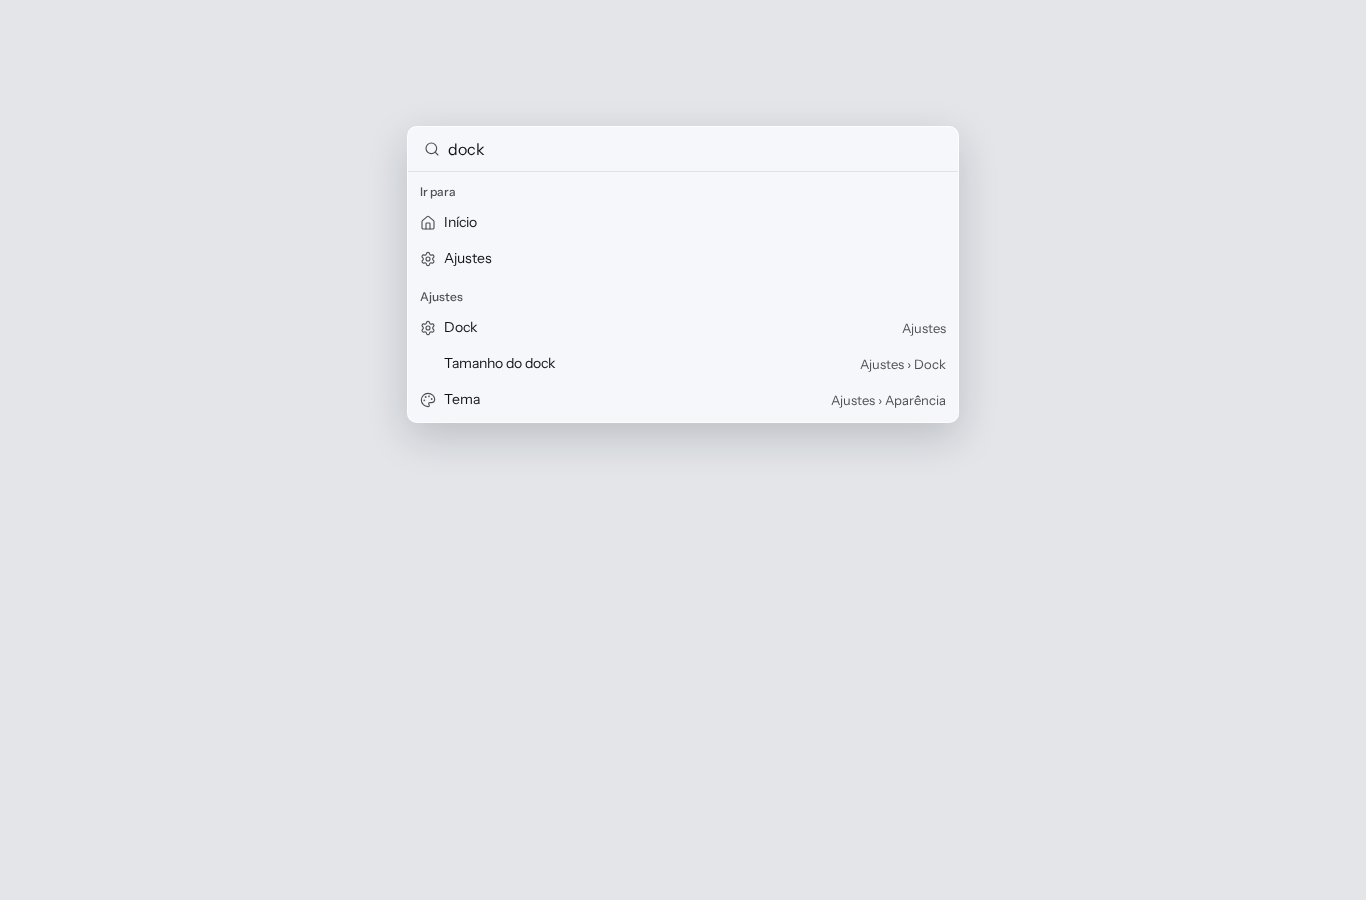 dock
Ir para
Início
Ajustes
Ajustes
Dock Ajustes
Tamanho do dock Ajustes › Dock
Tema Ajustes › Aparência